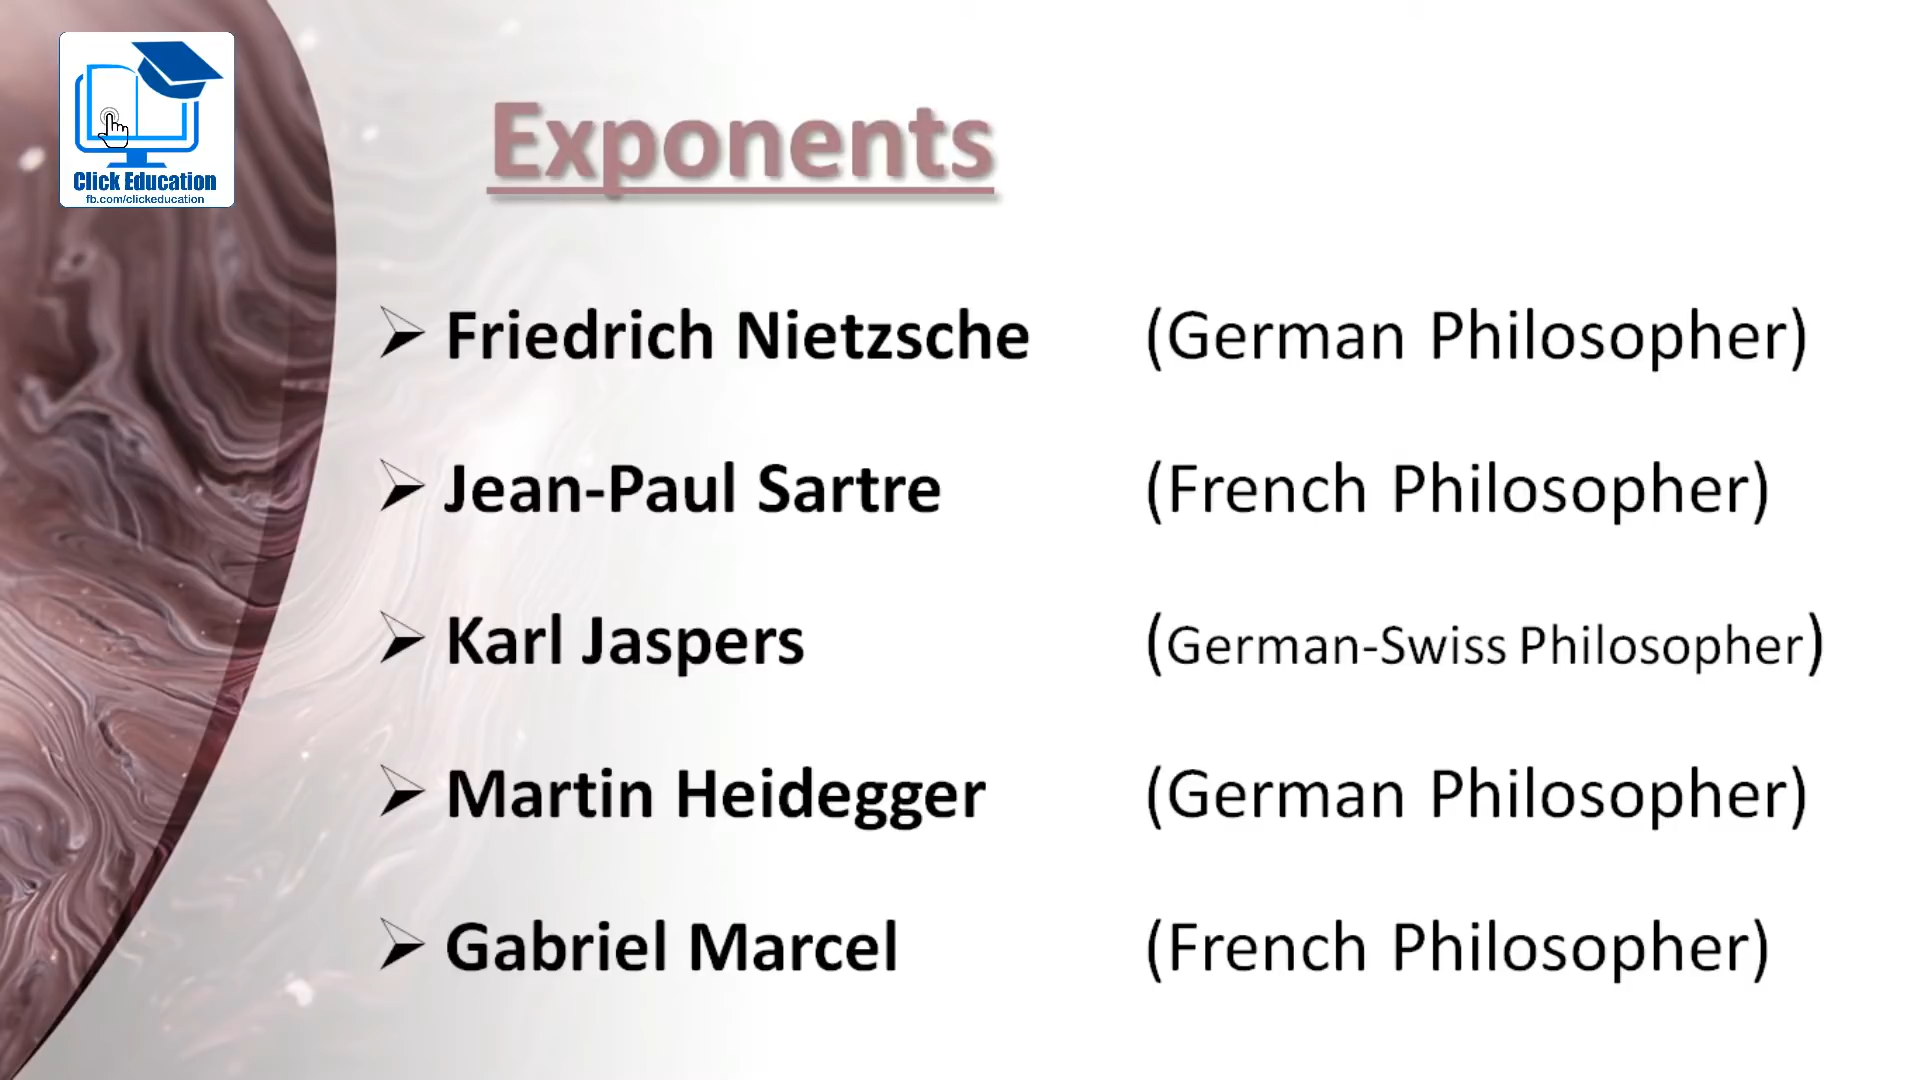 Click Education
fb.com/clickeducation
Exponents
Friedrich Nietzsche (German Philosopher)
Jean-Paul Sartre (French Philosopher)
Karl Jaspers (German-Swiss Philosopher)
Martin Heidegger (German Philosopher)
Gabriel Marcel (French Philosopher)